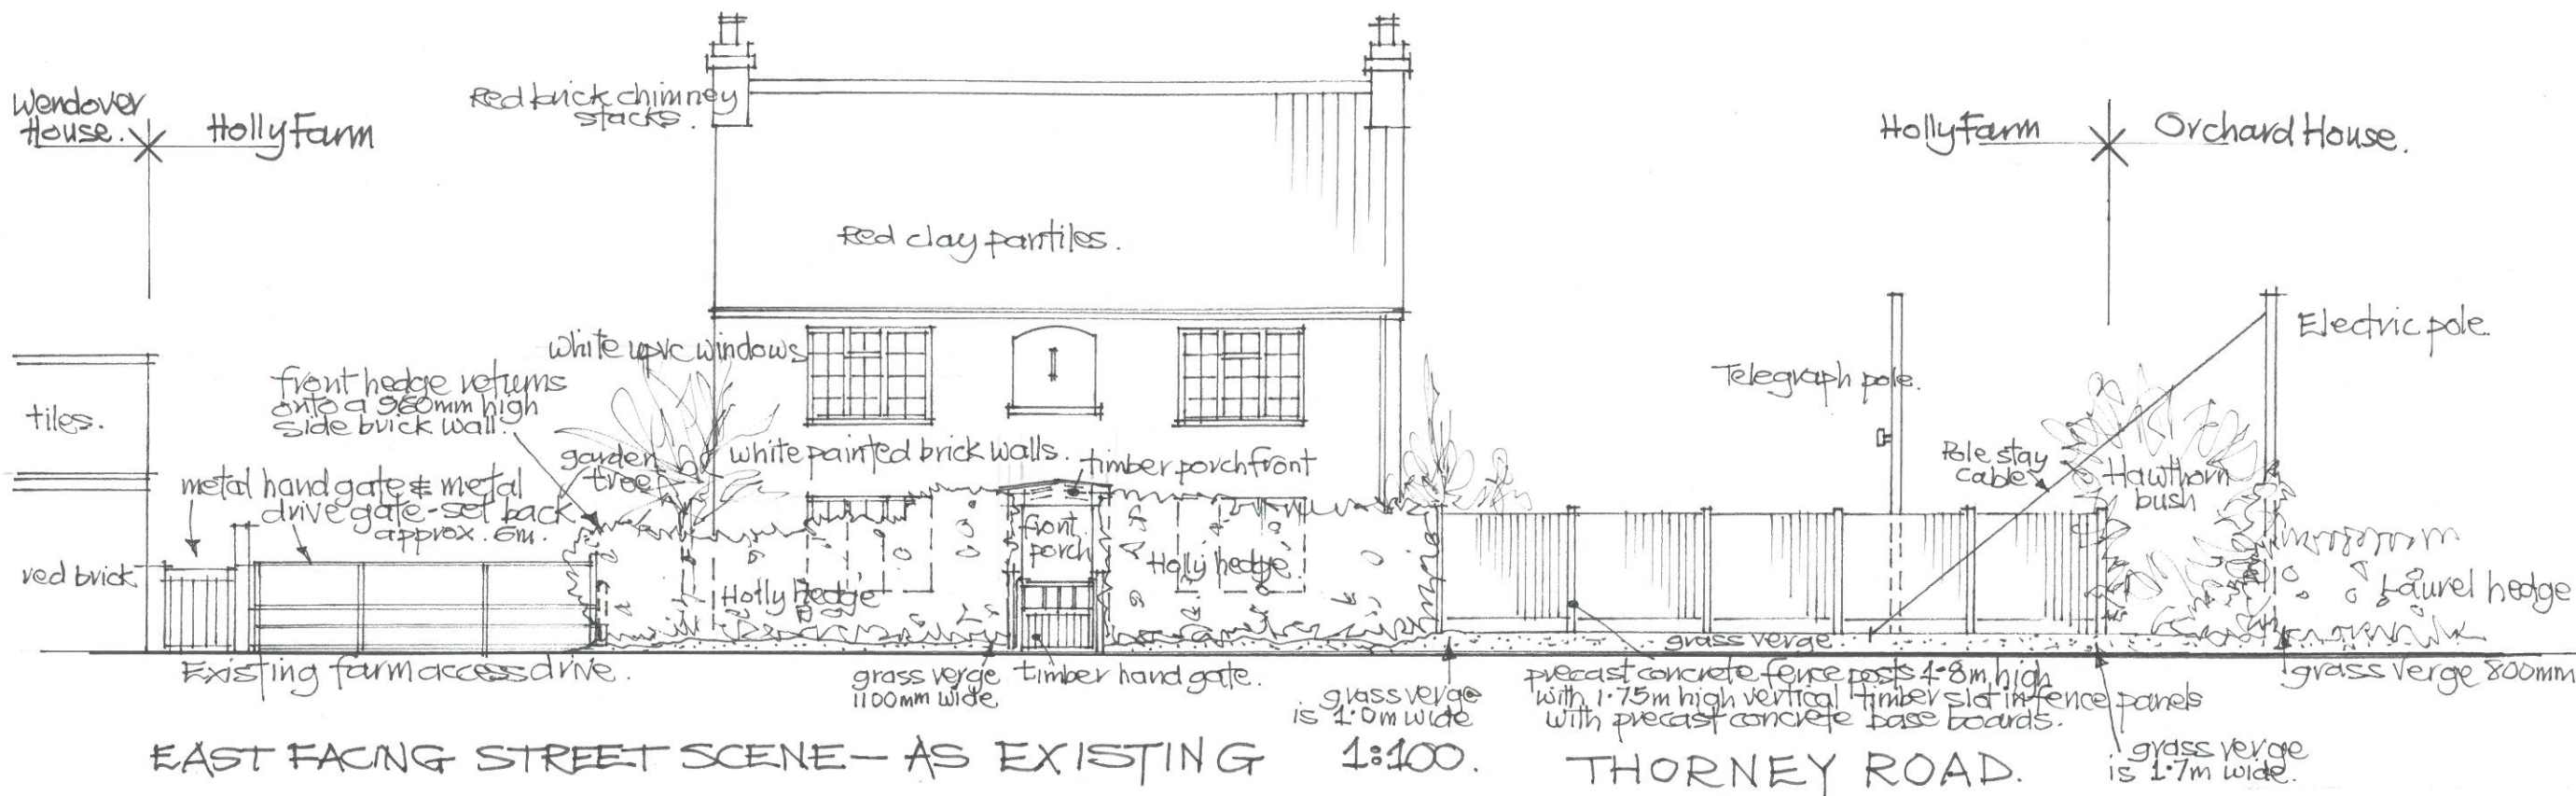 Wendover
House.
Holly Farm
Red brick chimney
stacks.
Holly Farm
Orchard House.
Red clay pantiles.
Electric pole.
white upvc windows
Telegraph pole.
front hedge returns
onto a 960mm high
side brick wall.
tiles.
garden
tree
white painted brick walls.
timber porch front
Pole stay
cable
Hawthorn
bush
metal hand gate & metal
drive gate - set back
approx. 6m.
front
porch
red brick
Holly hedge
Holly hedge
Laurel hedge
grass verge
Existing farm access drive.
grass verge
1100mm wide
timber hand gate.
grass verge
is 1.0m wide
precast concrete fence posts 1.8m high
with 1.75m high vertical timber slot in fence panels
with precast concrete base boards.
grass verge 800mm
grass verge
is 1.7m wide.
EAST FACING STREET SCENE - AS EXISTING 1:100.
THORNEY ROAD.